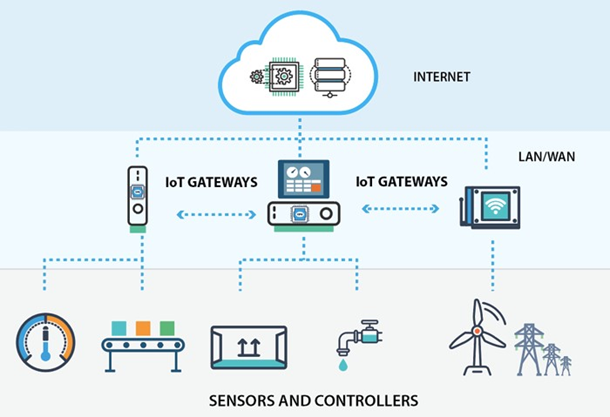 INTERNET
LAN/WAN
IoT GATEWAYS
IoT GATEWAYS
SENSORS AND CONTROLLERS